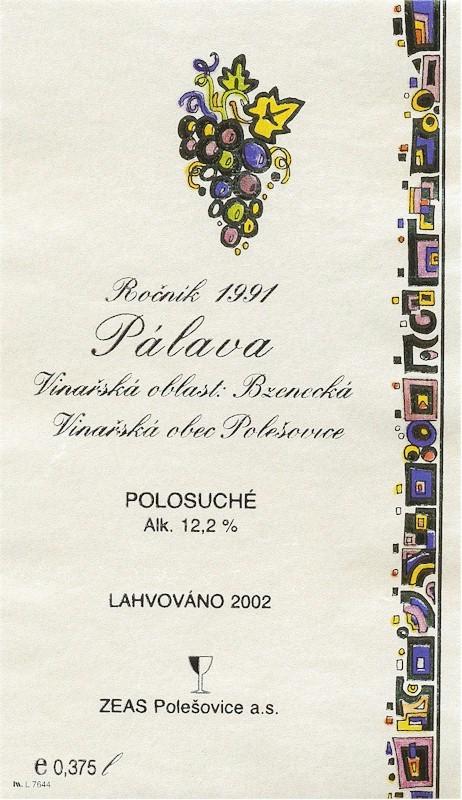 Ročník 1991
Pálava
Vinařská oblast: Bzenecká
Vinařská obec Polešovice
POLOSUCHÉ
Alk. 12,2 %
LAHVOVÁNO 2002
ZEAS Polešovice a.s.
e 0,375 l
L 7644